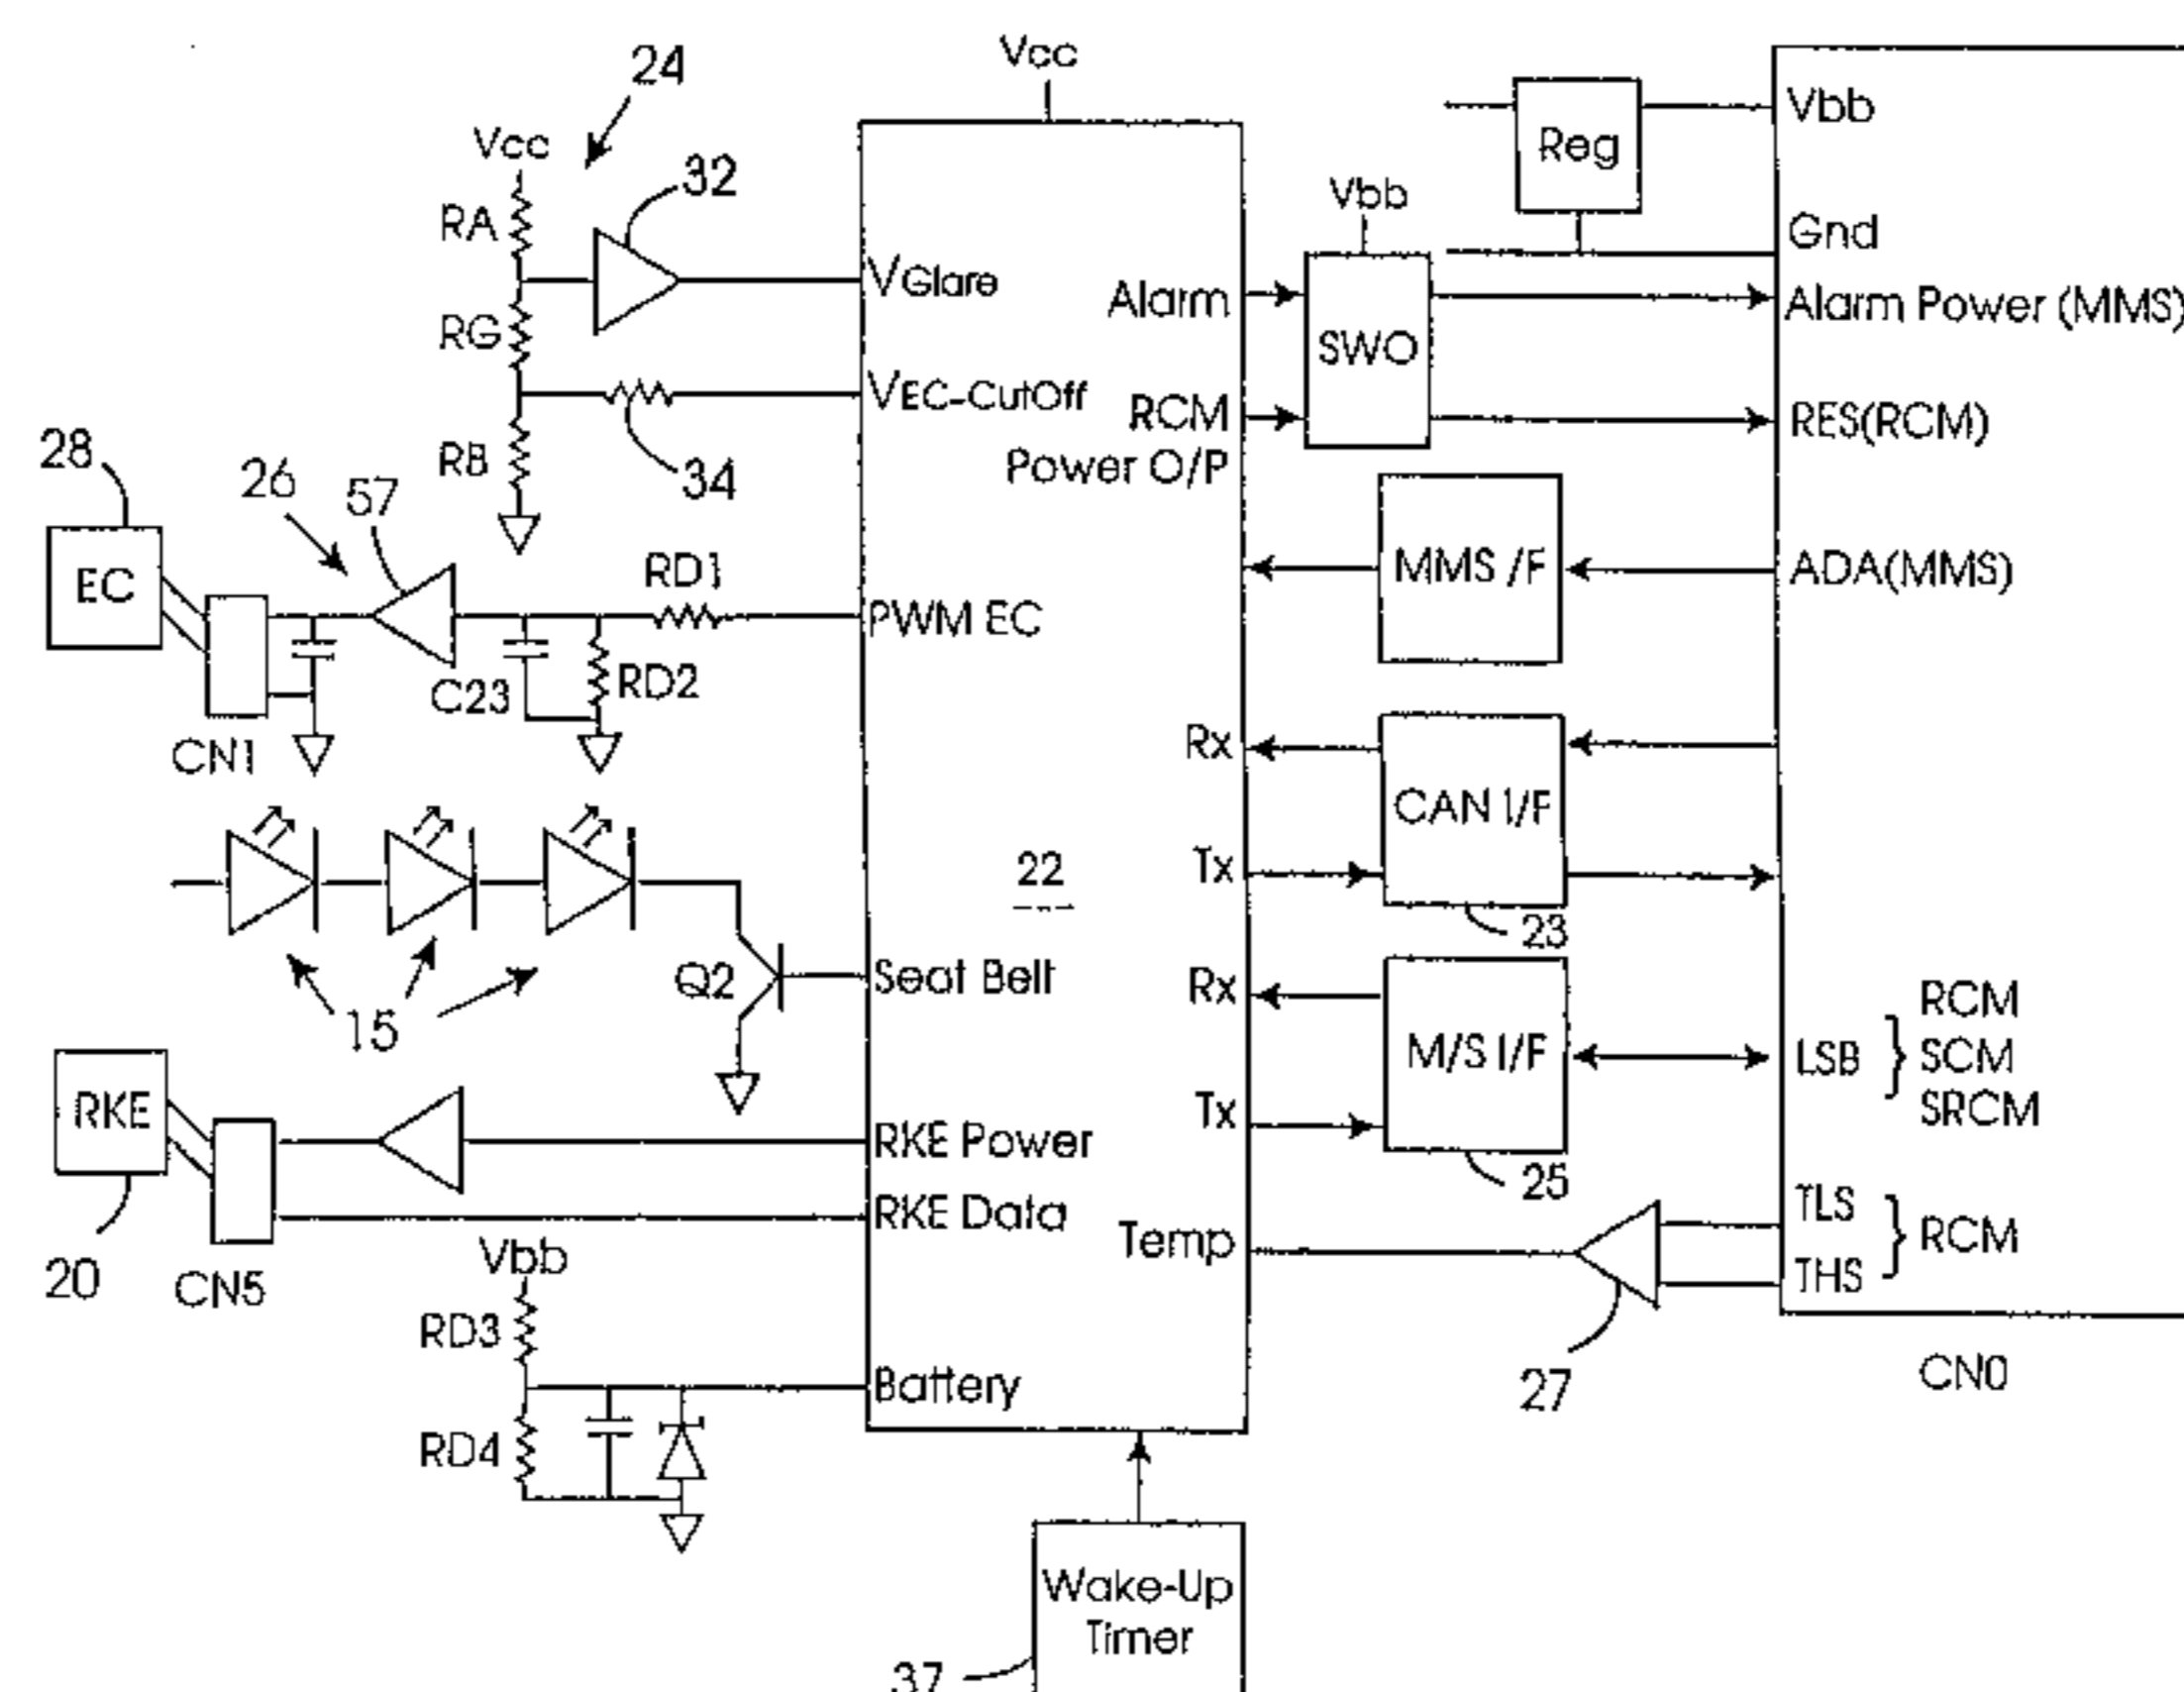 24
Vcc
Vcc
32
RA
RG
RB
34
VGlare
VEC-CutOff
Alarm
RCM
Power O/P
Vbb
SWO
Reg
Vbb
Gnd
Alarm Power (MMS)
RES(RCM)
28
26
57
EC
RD1
RD2
C23
CN1
PWM EC
MMS /F
ADA(MMS)
Rx
CAN I/F
Tx
23
22
15
Q2
Seat Belt
Rx
M/S I/F
Tx
25
LSB
RCM
SCM
SRCM
RKE
RKE Power
RKE Data
20
CN5
Temp
27
TLS
THS
RCM
CN0
Vbb
RD3
RD4
Battery
Wake-Up
Timer
37